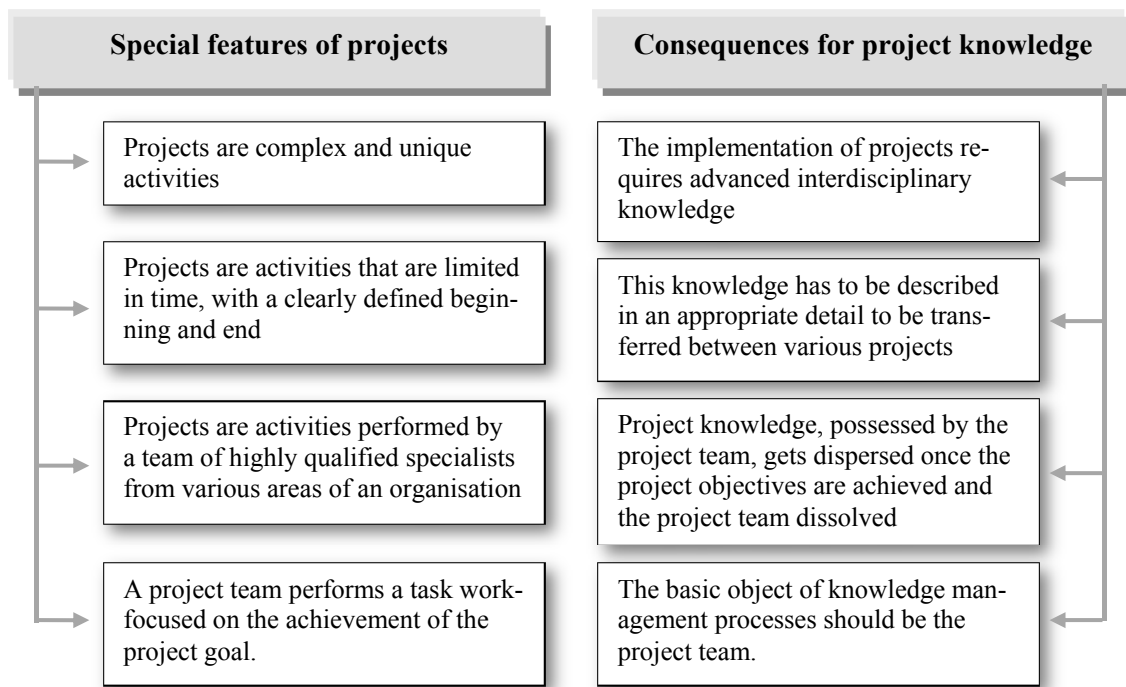 Special features of projects
Projects are complex and unique
activities
Projects are activities that are limited
in time, with a clearly defined begin-
ning and end
Projects are activities performed by
a team of highly qualified specialists
from various areas of an organisation
A project team performs a task work-
focused on the achievement of the
project goal.
Consequences for project knowledge
The implementation of projects re-
quires advanced interdisciplinary
knowledge
This knowledge has to be described
in an appropriate detail to be trans-
ferred between various projects
Project knowledge, possessed by the
project team, gets dispersed once the
project objectives are achieved and
the project team dissolved
The basic object of knowledge man-
agement processes should be the
project team.